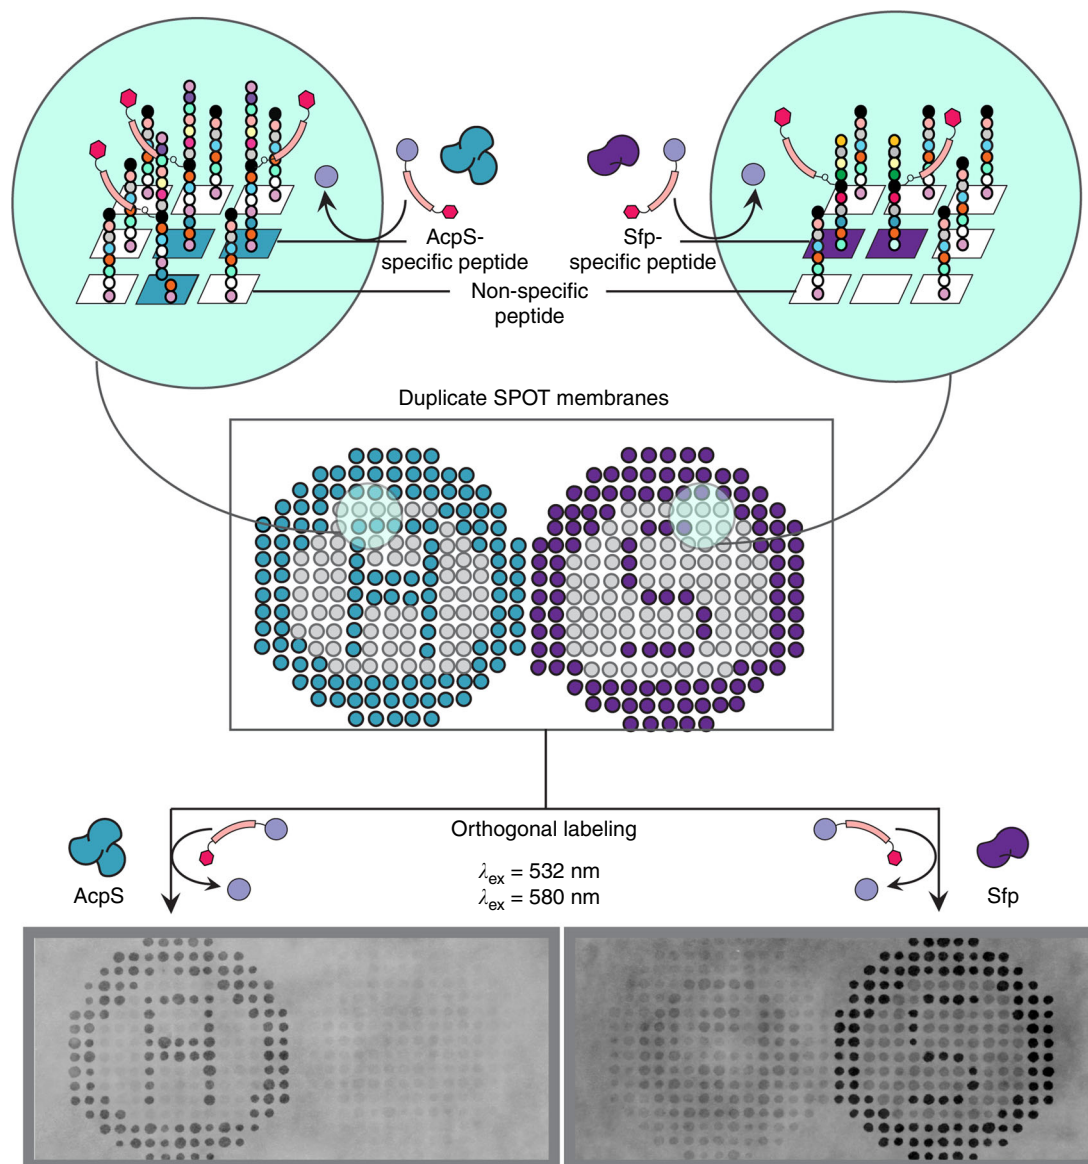 AcpS-
specific peptide
Sfp-
specific peptide
Non-specific
peptide
Duplicate SPOT membranes
Orthogonal labeling
λex = 532 nm
λex = 580 nm
AcpS
Sfp